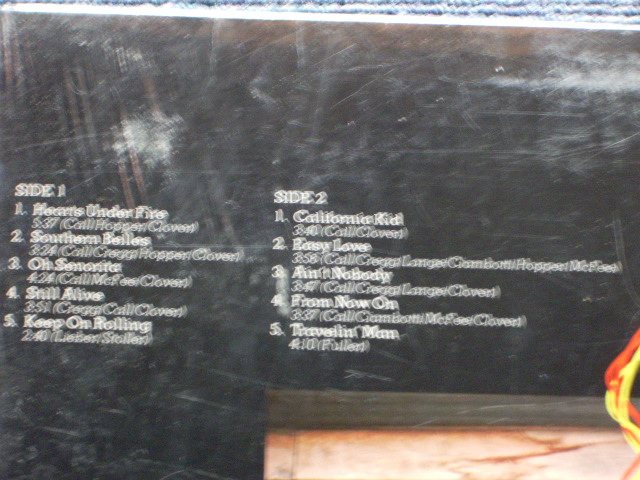 SIDE 1
1. Hearts Under Fire
3:37 (Call/Hopper/Clover)
2. Southern Belles
3:24 (Call/Cregg/Hopper/Clover)
3. Oh Senorita
4:24 (Call/McFee/Clover)
4. Still Alive
3:51 (Cregg/Call/Clover)
5. Keep On Rolling
2:40 (Lieber/Stoller)
SIDE 2
1. California Kid
3:40 (Call/Clover)
2. Easy Love
3:58 (Call/Cregg/Lange/Ciambotti/Hopper/McFee)
3. Ain't Nobody
3:47 (Call/Cregg/Lange/Clover)
4. From Now On
3:37 (Call/Ciambotti/McFee/Clover)
5. Travellin' Man
4:10 (Fuller)